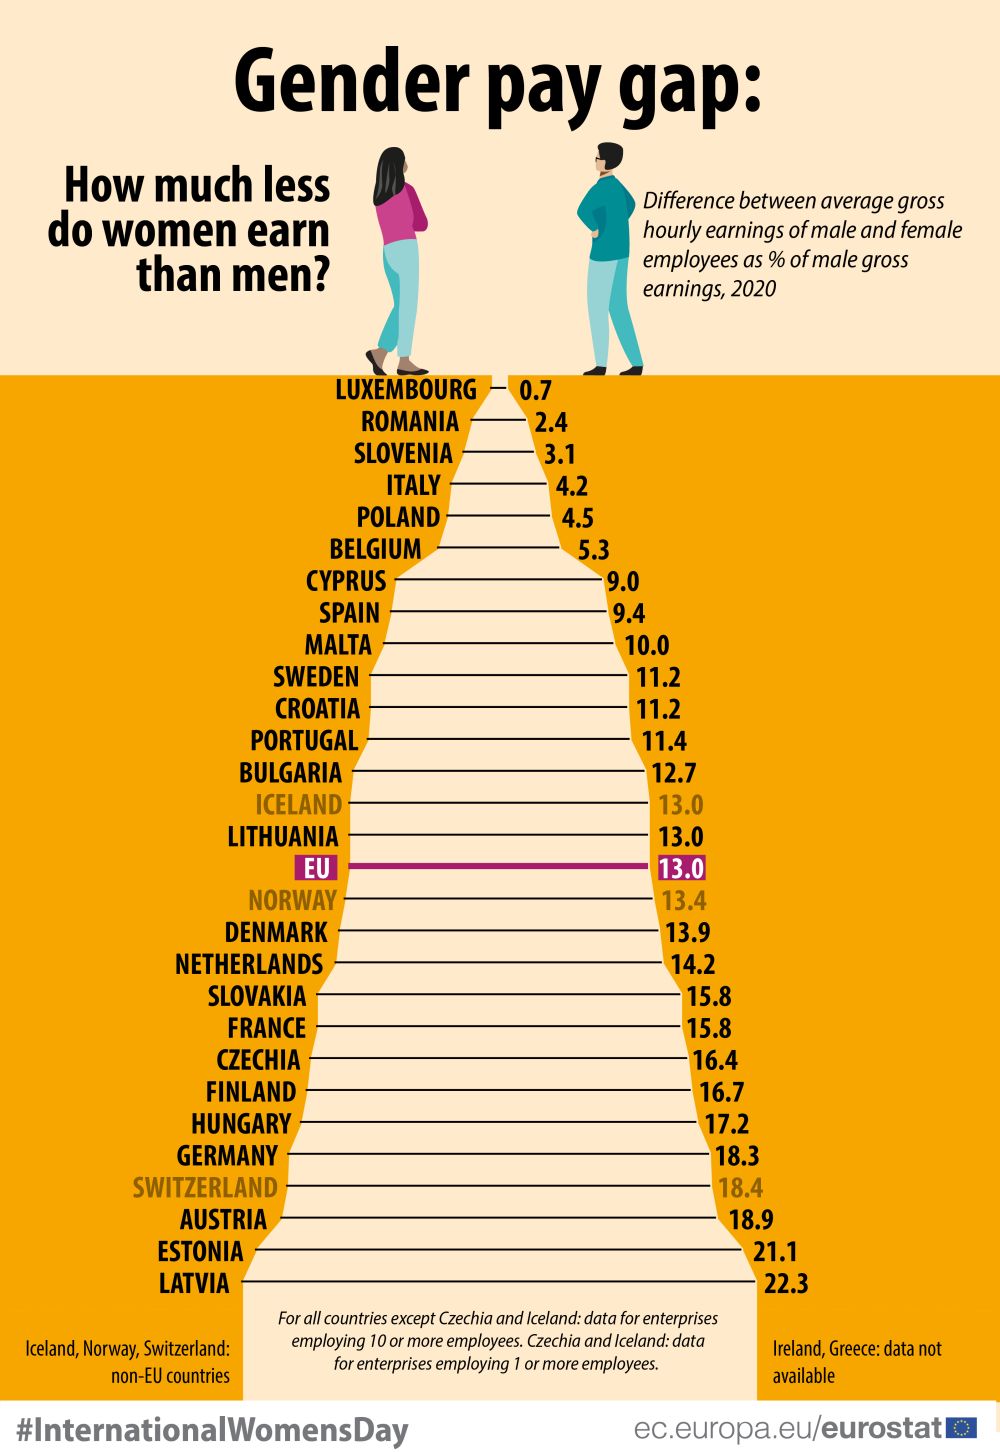 Gender pay gap:
How much less
do women earn
than men?
Difference between average gross
hourly earnings of male and female
employees as % of male gross
earnings, 2020
LUXEMBOURG 0.7
ROMANIA 2.4
SLOVENIA 3.1
ITALY 4.2
POLAND 4.5
BELGIUM 5.3
CYPRUS 9.0
SPAIN 9.4
MALTA 10.0
SWEDEN 11.2
CROATIA 11.2
PORTUGAL 11.4
BULGARIA 12.7
ICELAND 13.0
LITHUANIA 13.0
EU 13.0
NORWAY 13.4
DENMARK 13.9
NETHERLANDS 14.2
SLOVAKIA 15.8
FRANCE 15.8
CZECHIA 16.4
FINLAND 16.7
HUNGARY 17.2
GERMANY 18.3
SWITZERLAND 18.4
AUSTRIA 18.9
ESTONIA 21.1
LATVIA 22.3
For all countries except Czechia and Iceland: data for enterprises
employing 10 or more employees. Czechia and Iceland: data
for enterprises employing 1 or more employees.
Iceland, Norway, Switzerland:
non-EU countries
Ireland, Greece: data not
available
#InternationalWomensDay
ec.europa.eu/eurostat